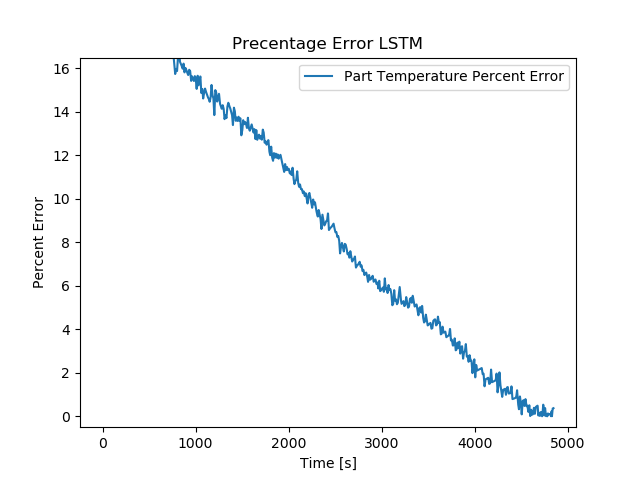 Precentage Error LSTM
Part Temperature Percent Error
Percent Error
16
14
12
10
8
6
4
2
0
0 1000 2000 3000 4000 5000
Time [s]